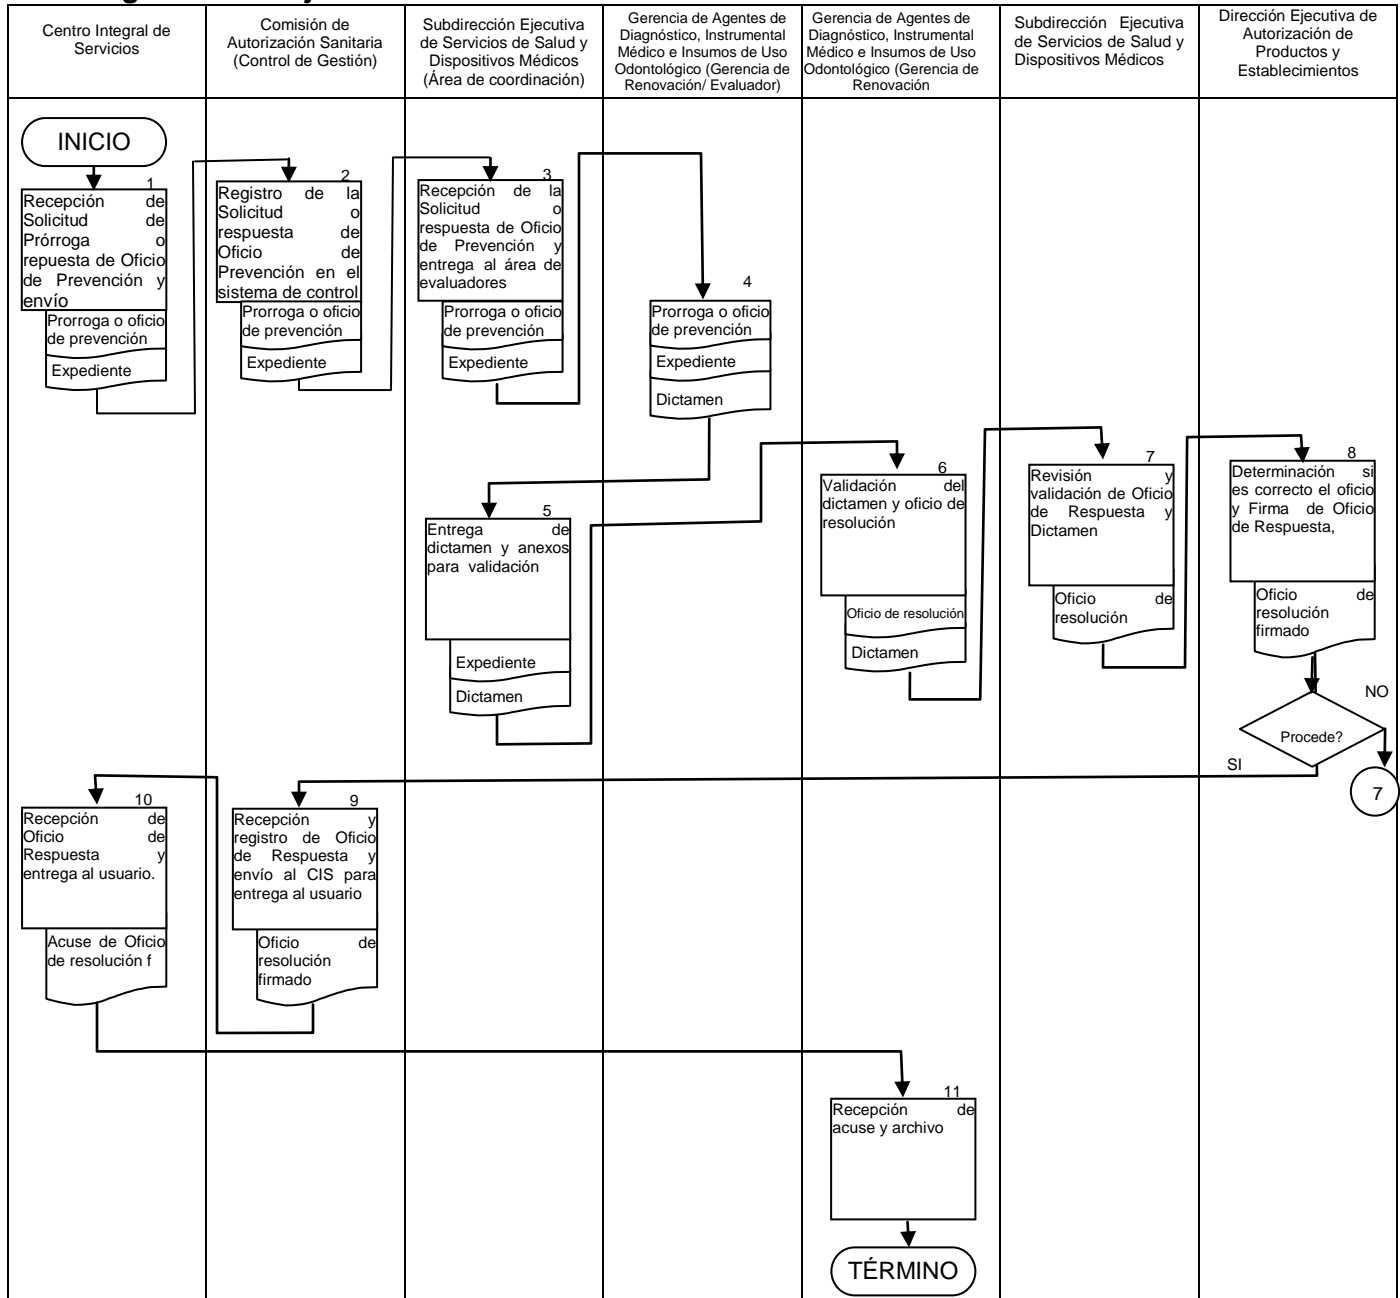 Centro Integral de
Servicios
Comisión de
Autorización Sanitaria
(Control de Gestión)
Subdirección Ejecutiva
de Servicios de Salud y
Dispositivos Médicos
(Área de coordinación)
Gerencia de Agentes de
Diagnóstico, Instrumental
Médico e Insumos de Uso
Odontológico (Gerencia de
Renovación/ Evaluador)
Gerencia de Agentes de
Diagnóstico, Instrumental
Médico e Insumos de Uso
Odontológico (Gerencia de
Renovación
Subdirección Ejecutiva
de Servicios de Salud y
Dispositivos Médicos
Dirección Ejecutiva de
Autorización de
Productos y
Establecimientos
INICIO
1
Recepción de
Solicitud de
Prórroga o
repuesta de Oficio
de Prevención y
envío
Prorroga o oficio
de prevención
Expediente
2
Registro de la
Solicitud o
respuesta de
Oficio de
Prevención en el
sistema de control
Prorroga o oficio
de prevención
Expediente
3
Recepción de la
Solicitud o
respuesta de Oficio
de Prevención y
entrega al área de
evaluadores
Prorroga o oficio
de prevención
Expediente
4
Prorroga o oficio
de prevención
Expediente
Dictamen
5
Entrega de
dictamen y anexos
para validación
Expediente
Dictamen
6
Validación del
dictamen y oficio de
resolución
Oficio de resolución
Dictamen
7
Revisión y
validación de Oficio
de Respuesta y
Dictamen
Oficio de
resolución
8
Determinación si
es correcto el oficio
y Firma de Oficio
de Respuesta,
Oficio de
resolución
firmado
NO
Procede?
SI
7
10
Recepción de
Oficio de
Respuesta y
entrega al usuario.
Acuse de Oficio
de resolución f
9
Recepción y
registro de Oficio
de Respuesta y
envío al CIS para
entrega al usuario
Oficio de
resolución
firmado
11
Recepción de
acuse y archivo
TÉRMINO